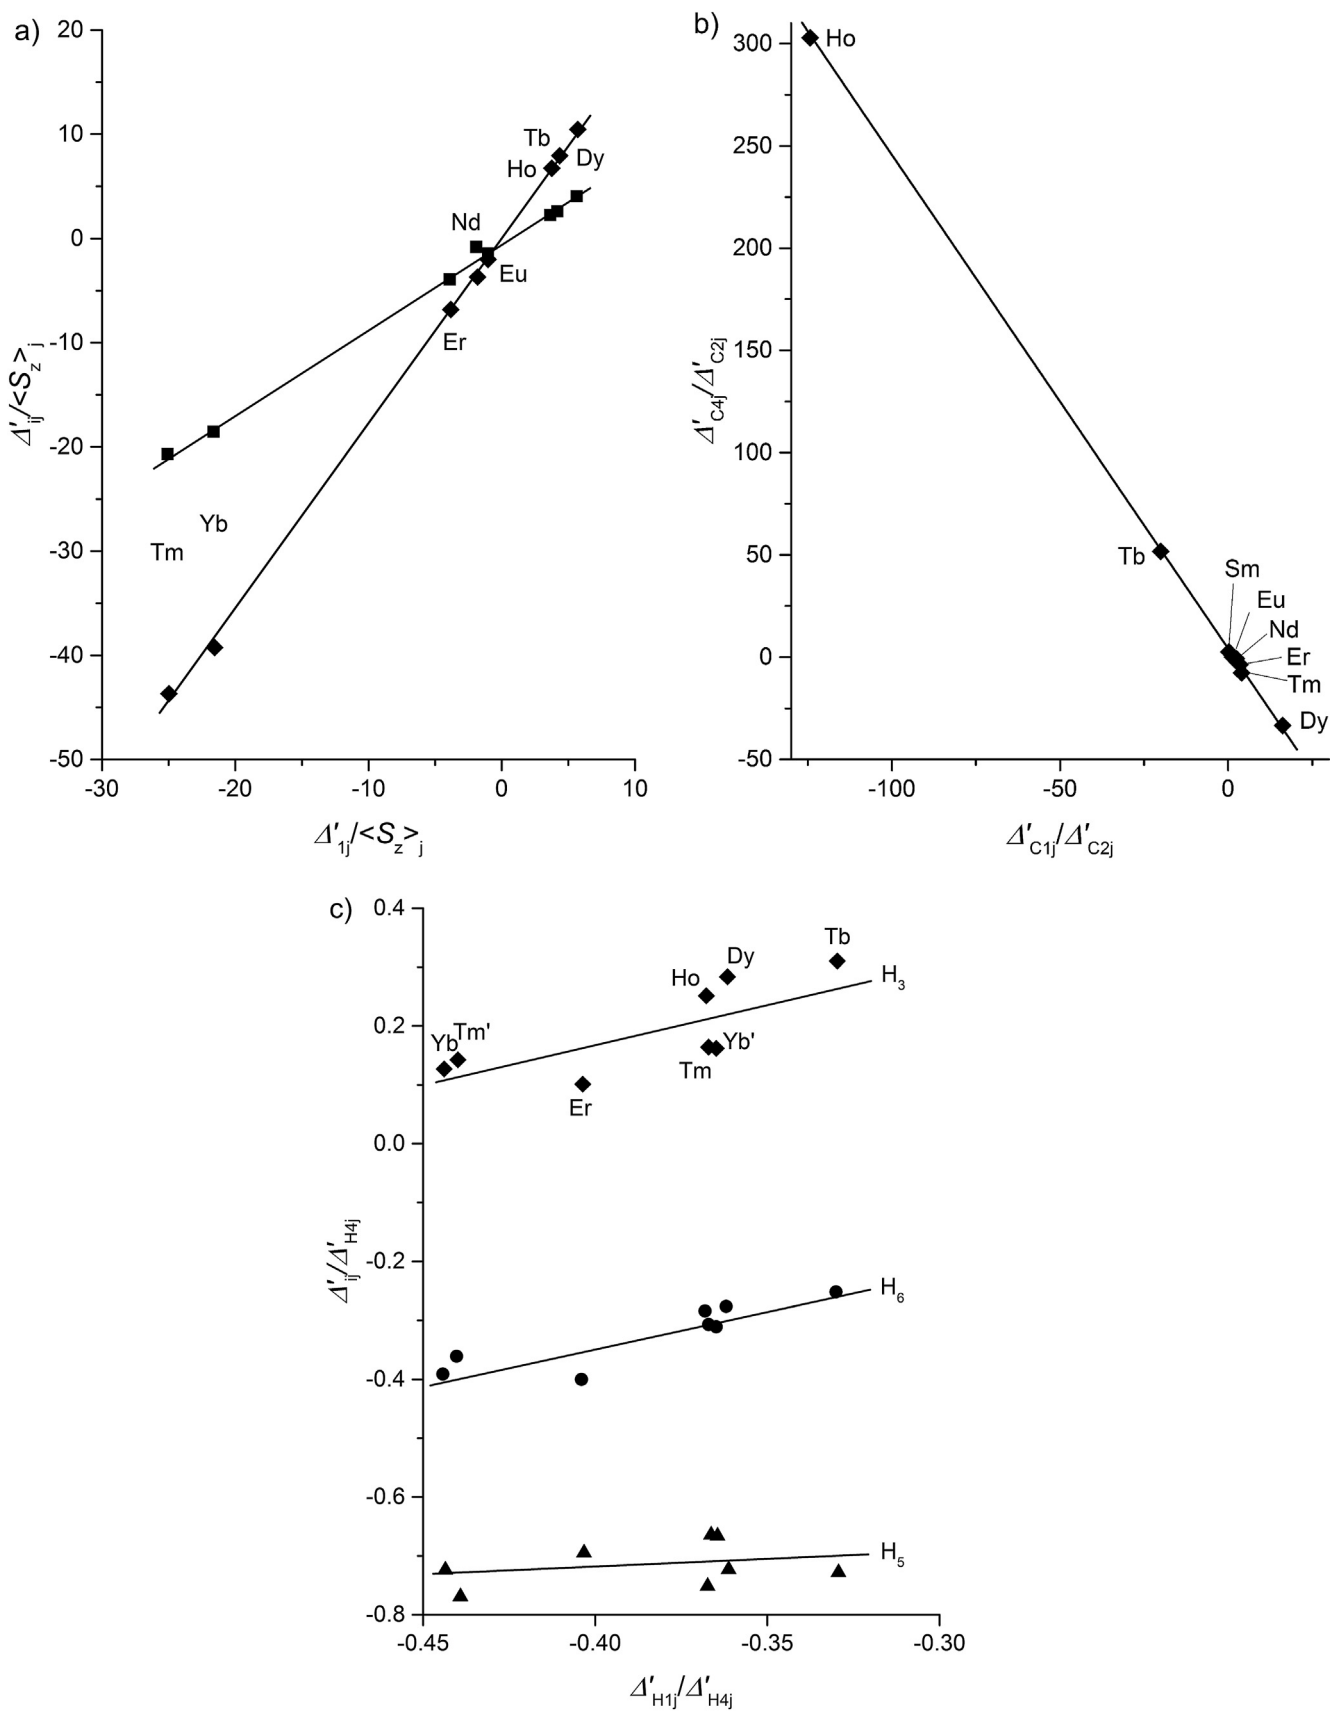 a)
20
10
0
-10
-20
-30
-40
-50
-30
-20
-10
0
10
Δ′ij/<Sz>j
Δ′1j/<Sz>j
Tb
Dy
Ho
Nd
Eu
Er
Yb
Tm
b)
300
250
200
150
100
50
0
-50
-100
-50
0
Δ′C4j/Δ′C2j
Δ′C1j/Δ′C2j
Ho
Tb
Sm
Eu
Nd
Er
Tm
Dy
c)
0.4
0.2
0.0
-0.2
-0.4
-0.6
-0.8
-0.45
-0.40
-0.35
-0.30
Δ′ij/Δ′H4j
Δ′H1j/Δ′H4j
Tb
Dy
Ho
H3
Yb
Tm'
Yb'
Tm
Er
H6
H5